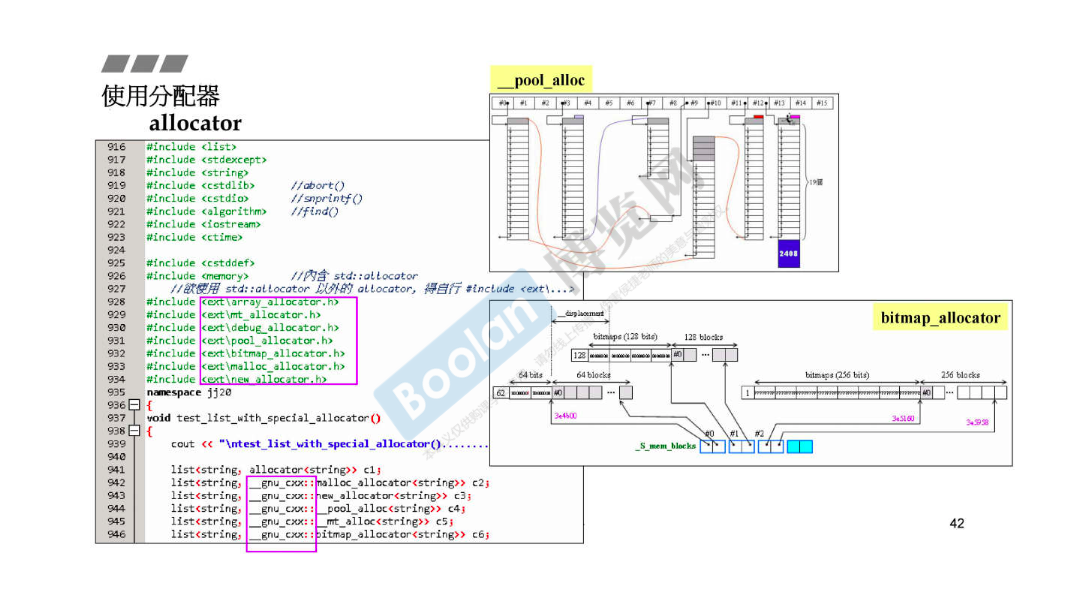 使用分配器
allocator
916 #include <list>
917 #include <stdexcept>
918 #include <string>
919 #include <cstdlib> //abort()
920 #include <cstdio> //snprintf()
921 #include <algorithm> //find()
922 #include <iostream>
923 #include <ctime>
924
925 #include <cstddef>
926 #include <memory> //內含 std::allocator
927 //欲使用 std::allocator 以外的 allocator, 得自行 #include <ext\...>
928 #include <ext\array_allocator.h>
929 #include <ext\mt_allocator.h>
930 #include <ext\debug_allocator.h>
931 #include <ext\pool_allocator.h>
932 #include <ext\bitmap_allocator.h>
933 #include <ext\malloc_allocator.h>
934 #include <ext\new_allocator.h>
935 namespace jj20
936 {
937 void test_list_with_special_allocator()
938 {
939 cout << "\ntest_list_with_special_allocator()..........
940
941 list<string, allocator<string>> c1;
942 list<string, __gnu_cxx::malloc_allocator<string>> c2;
943 list<string, __gnu_cxx::new_allocator<string>> c3;
944 list<string, __gnu_cxx::__pool_alloc<string>> c4;
945 list<string, __gnu_cxx::__mt_alloc<string>> c5;
946 list<string, __gnu_cxx::bitmap_allocator<string>> c6;
__pool_alloc
#0 #1 #2 #3 #4 #5 #6 #7 #8 #9 #10 #11 #12 #13 #14 #15
19個
2408
bitmap_allocator
__displacement
bitmaps (128 bits) 128 blocks
128 #0 ...
64 bits 64 blocks
62 #0 ...
bitmaps (256 bit) 256 blocks
1 #0 ...
3e4800
3e5160
3e5958
#0 #1 #2
_S_mem_blocks
Boolan 博览网
42